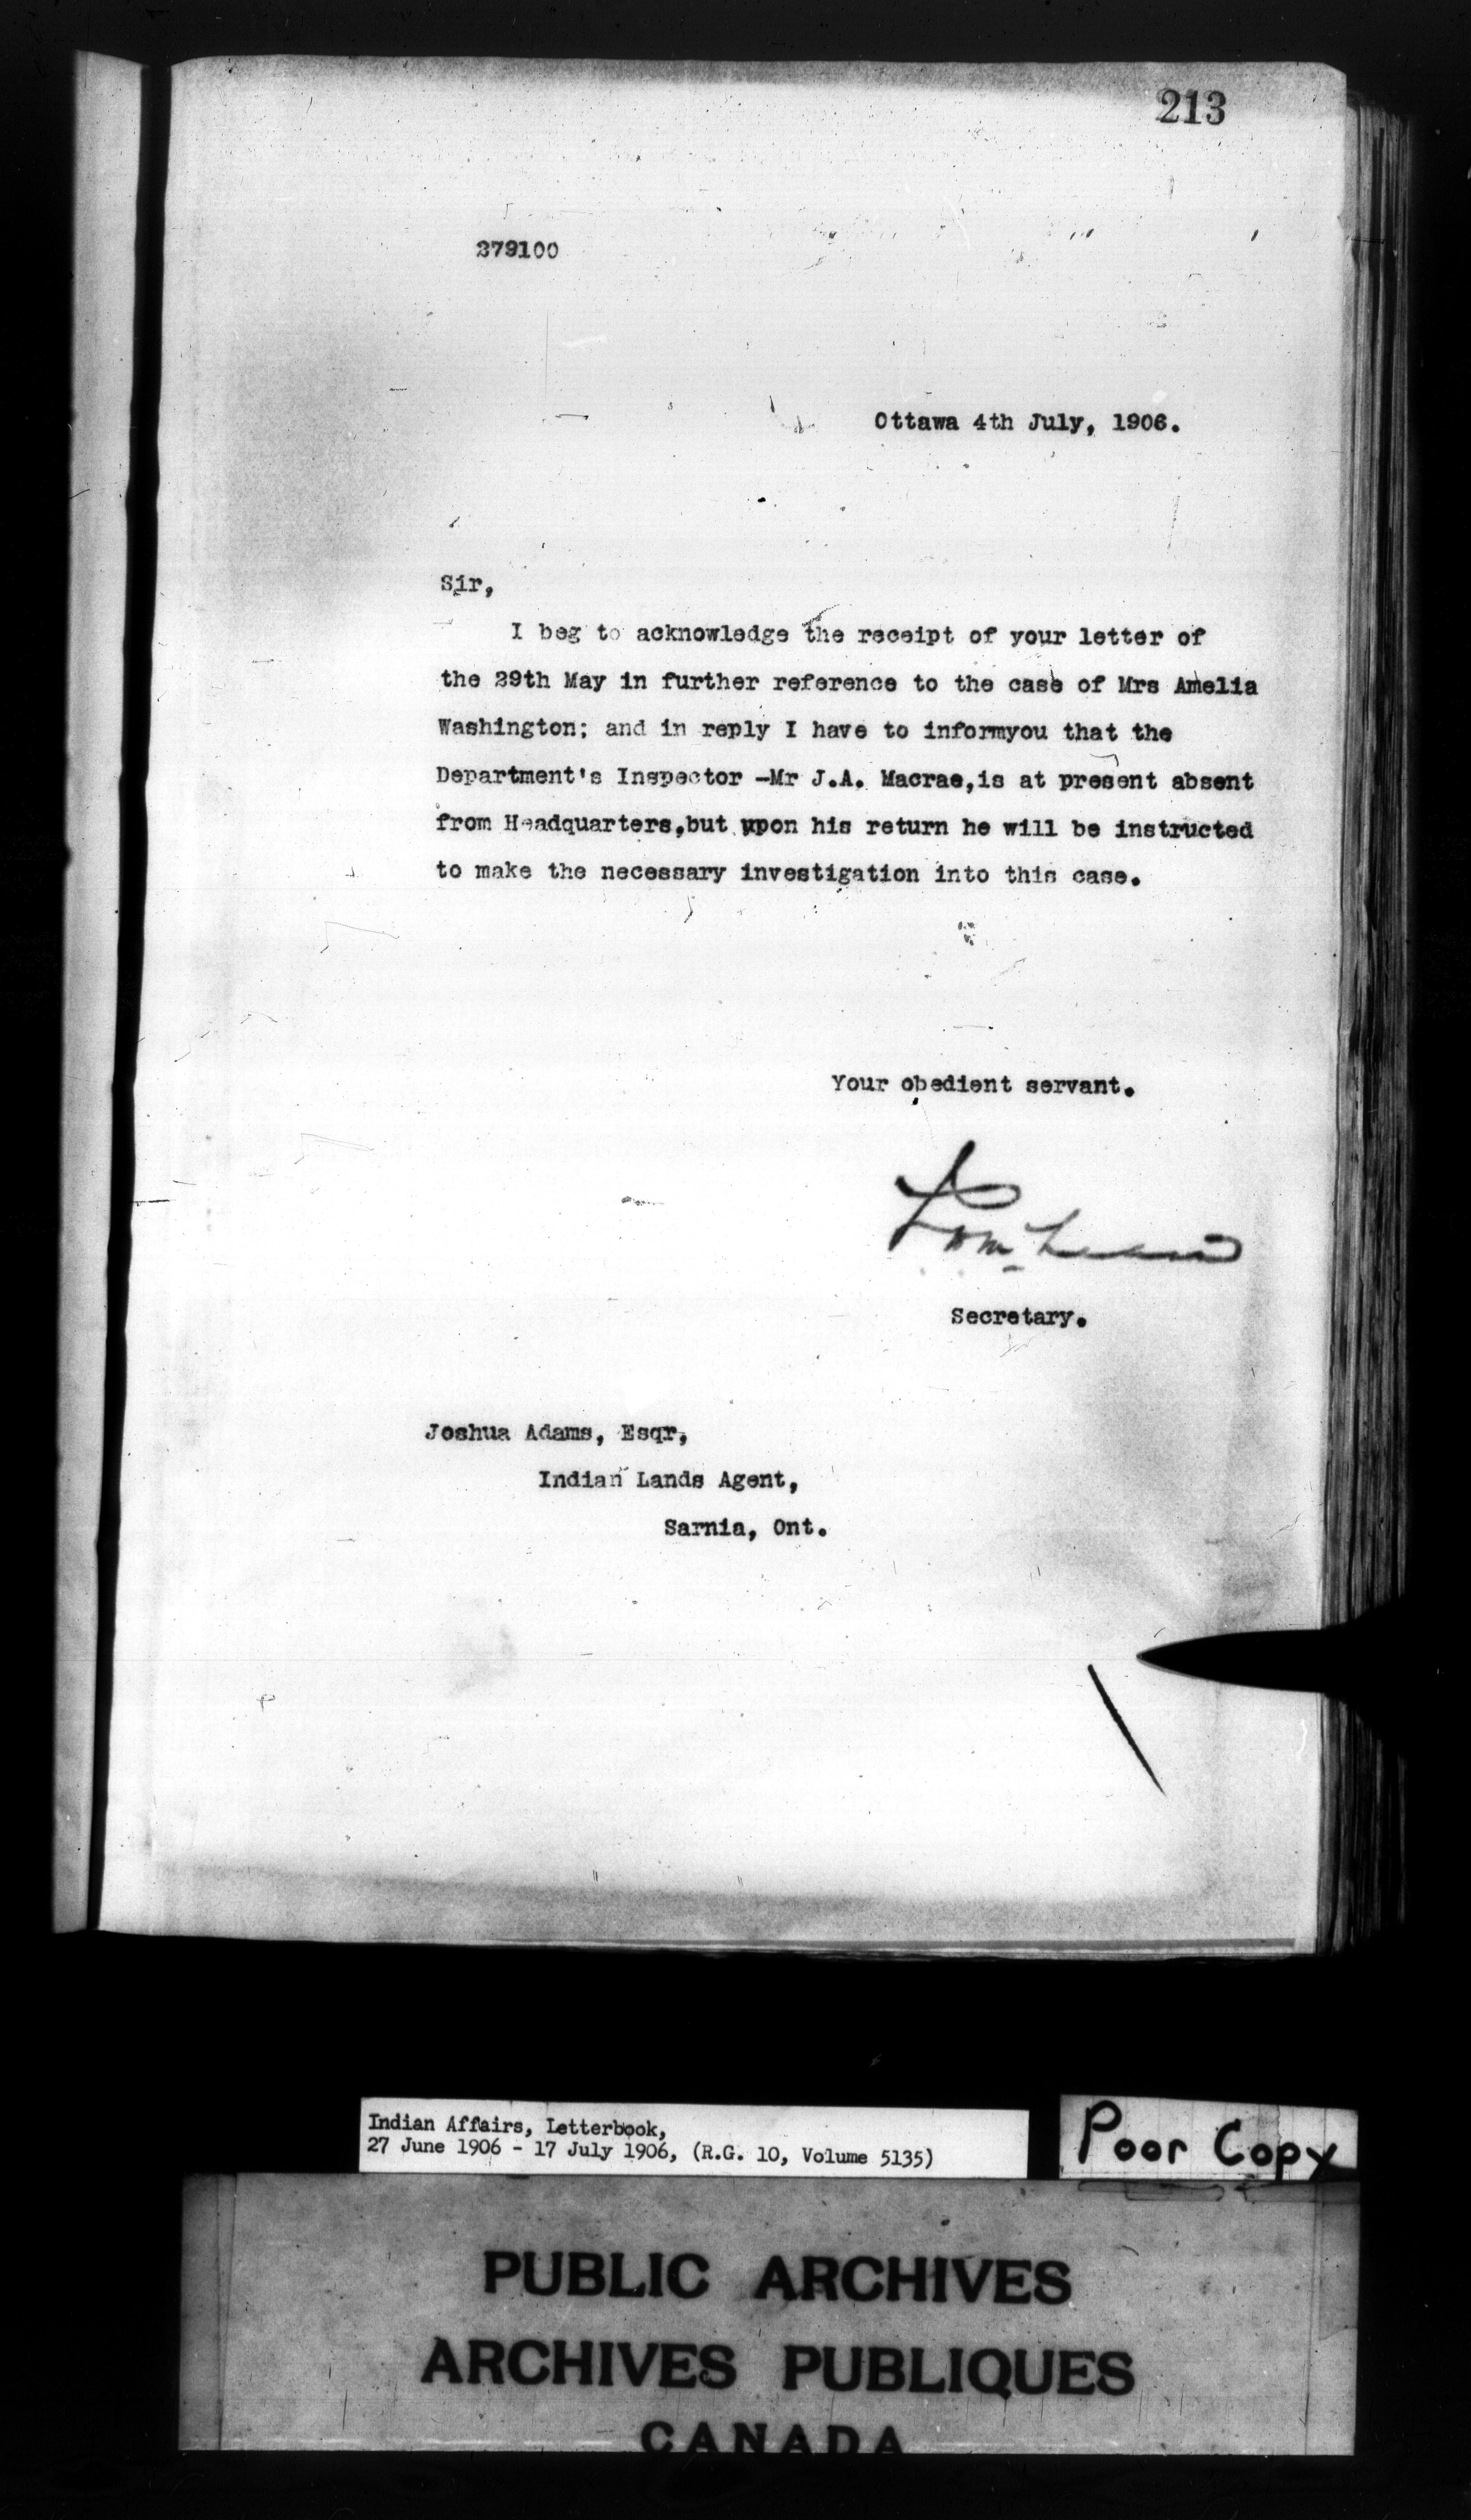 213
279100
Ottawa 4th July, 1906.
Sir,
I beg to acknowledge the receipt of your letter of
the 29th May in further reference to the case of Mrs Amelia
Washington; and in reply I have to informyou that the
Department's Inspector -Mr J.A. Macrae,is at present absent
from Headquarters,but upon his return he will be instructed
to make the necessary investigation into this case.
Your obedient servant.
Secretary.
Joshua Adams, Esqr,
Indian Lands Agent,
Sarnia, Ont.
Indian Affairs, Letterbook,
27 June 1906 - 17 July 1906, (R.G. 10, Volume 5135)
Poor Copy
PUBLIC ARCHIVES
ARCHIVES PUBLIQUES
CANADA